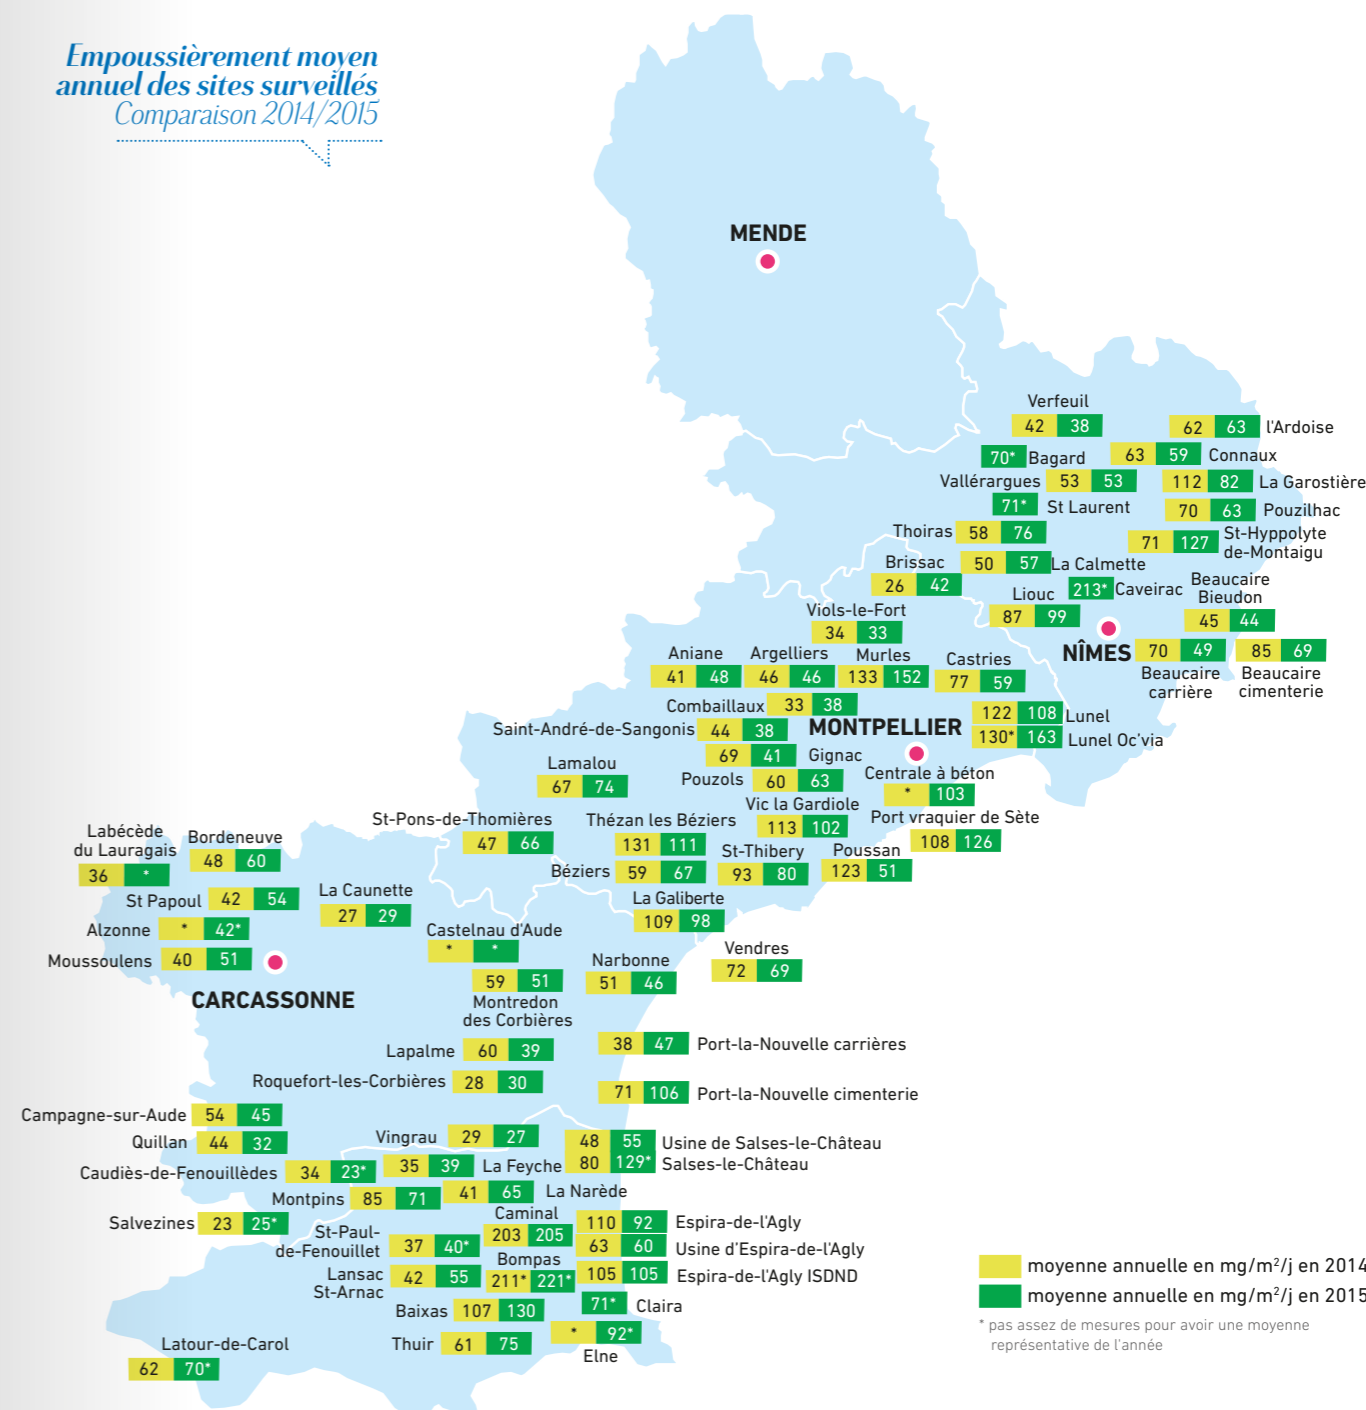 Empoussièrement moyen
annuel des sites surveillés
Comparaison 2014/2015
MENDE
Verfeuil
42 38
62 63 l'Ardoise
70* Bagard
63 59 Connaux
Vallérargues 53 53
112 82 La Garostière
71* St Laurent
70 63 Pouzilhac
Thoiras 58 76
71 127 St-Hyppolyte
de-Montaigu
Brissac
26 42
50 57 La Calmette
213* Caveirac
Beaucaire
Bieudon
45 44
Liouc
87 99
Viols-le-Fort
34 33
NÎMES
70 49
Beaucaire
carrière
85 69
Beaucaire
cimenterie
Aniane
41 48
Argelliers
46 46
Murles
133 152
Castries
77 59
Combaillaux 33 38
122 108 Lunel
130* 163 Lunel Oc'via
Saint-André-de-Sangonis 44 38
MONTPELLIER
69 41 Gignac
Lamalou
67 74
Pouzols 60 63
Centrale à béton
* 103
Vic la Gardiole
113 102
Port vraquier de Sète
108 126
St-Pons-de-Thomières
47 66
Thézan les Béziers
131 111
St-Thibery
93 80
Poussan
123 51
Béziers 59 67
Labécède
du Lauragais
36 *
Bordeneuve
48 60
La Caunette
27 29
St Papoul 42 54
La Galiberte
109 98
Alzonne * 42*
Castelnau d'Aude
* *
Moussoulens 40 51
Narbonne
51 46
Vendres
72 69
59 51
Montredon
des Corbières
CARCASSONNE
Lapalme 60 39
38 47 Port-la-Nouvelle carrières
Roquefort-les-Corbières 28 30
71 106 Port-la-Nouvelle cimenterie
Campagne-sur-Aude 54 45
Quillan 44 32
Vingrau 29 27
48 55 Usine de Salses-le-Château
80 129* Salses-le-Château
Caudiès-de-Fenouillèdes 34 23*
35 39 La Feyche
Montpins 85 71
41 65 La Narède
Salvezines 23 25*
Caminal
203 205
110 92 Espira-de-l'Agly
St-Paul-
de-Fenouillet 37 40*
63 60 Usine d'Espira-de-l'Agly
Bompas
211* 221*
Lansac
St-Arnac 42 55
105 105 Espira-de-l'Agly ISDND
Baixas 107 130
71* Claira
Thuir 61 75
* 92*
Elne
Latour-de-Carol
62 70*
moyenne annuelle en mg/m²/j en 2014
moyenne annuelle en mg/m²/j en 2015
* pas assez de mesures pour avoir une moyenne
représentative de l'année